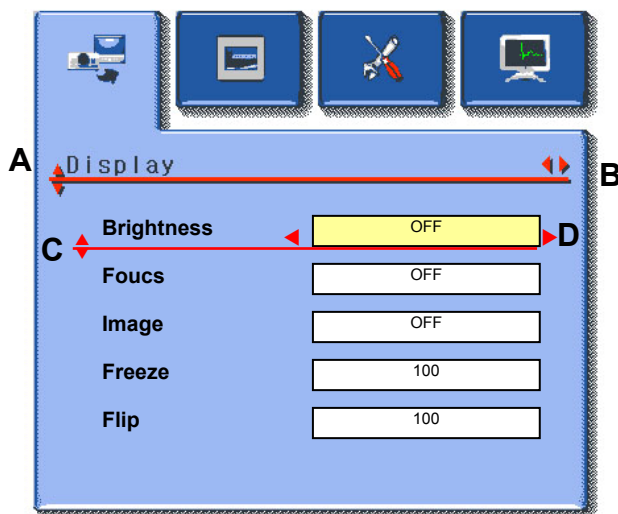 A Display B
Brightness OFF
C D
Foucs OFF
Image OFF
Freeze 100
Flip 100